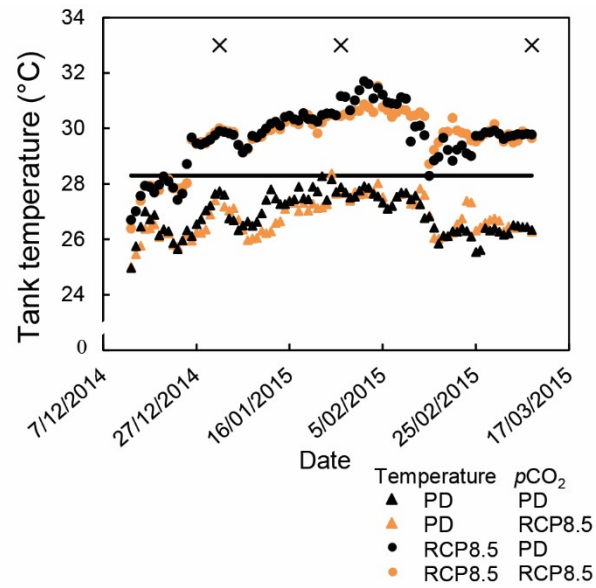 Tank temperature (°C)
34
32
30
28
26
24
0
7/12/2014
27/12/2014
16/01/2015
5/02/2015
25/02/2015
17/03/2015
Date
Temperature pCO₂
PD PD
PD RCP8.5
RCP8.5 PD
RCP8.5 RCP8.5